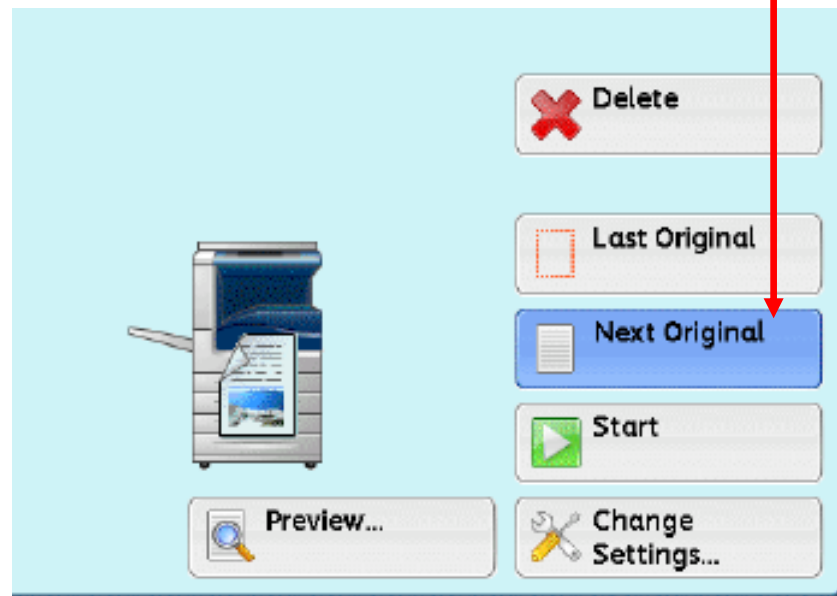 Delete
Last Original
Next Original
Start
Preview...
Change
Settings...